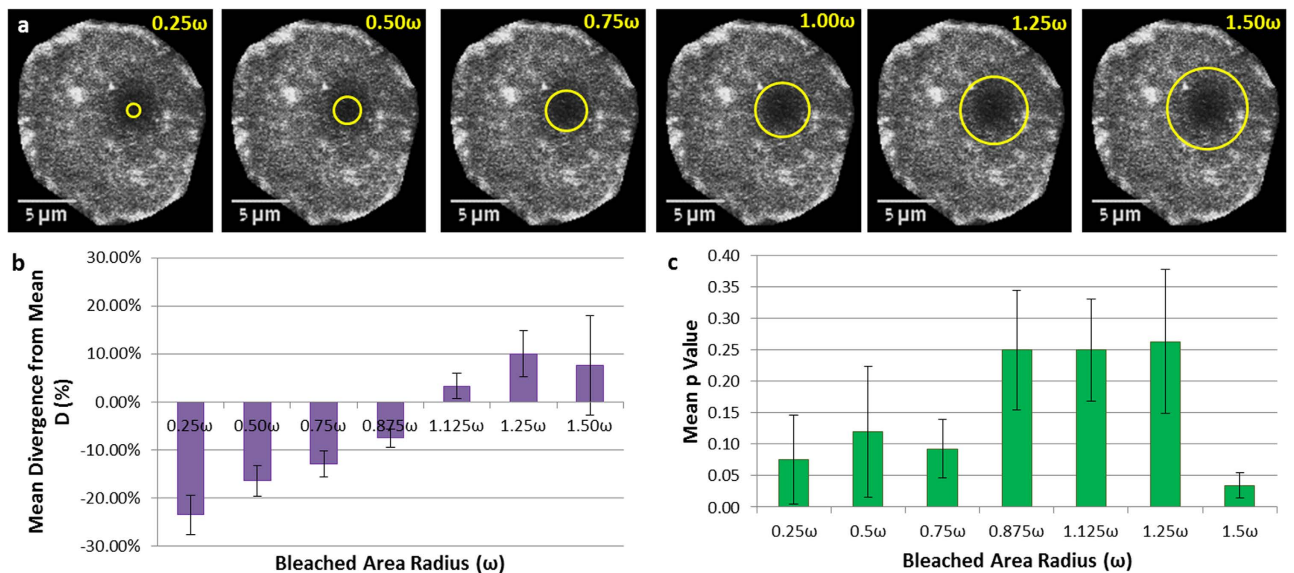 a
0.25ω
0.50ω
0.75ω
1.00ω
1.25ω
1.50ω
5 µm
5 µm
5 µm
5 µm
5 µm
5 µm
b
Mean Divergence from Mean
D (%)
30.00%
20.00%
10.00%
0.00%
-10.00%
-20.00%
-30.00%
0.25ω 0.50ω 0.75ω 0.875ω 1.125ω 1.25ω 1.50ω
Bleached Area Radius (ω)
c
Mean p Value
0.40
0.35
0.30
0.25
0.20
0.15
0.10
0.05
0.00
0.25ω 0.5ω 0.75ω 0.875ω 1.125ω 1.25ω 1.5ω
Bleached Area Radius (ω)